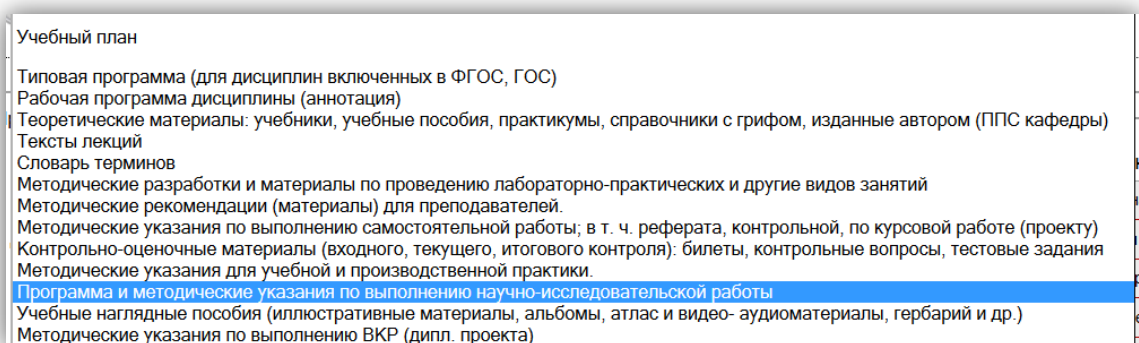 Учебный план
Типовая программа (для дисциплин включенных в ФГОС, ГОС)
Рабочая программа дисциплины (аннотация)
Теоретические материалы: учебники, учебные пособия, практикумы, справочники с грифом, изданные автором (ППС кафедры)
Тексты лекций
Словарь терминов
Методические разработки и материалы по проведению лабораторно-практических и другие видов занятий
Методические рекомендации (материалы) для преподавателей.
Методические указания по выполнению самостоятельной работы; в т. ч. реферата, контрольной, по курсовой работе (проекту)
Контрольно-оценочные материалы (входного, текущего, итогового контроля): билеты, контрольные вопросы, тестовые задания
Методические указания для учебной и производственной практики.
Программа и методические указания по выполнению научно-исследовательской работы
Учебные наглядные пособия (иллюстративные материалы, альбомы, атлас и видео- аудиоматериалы, гербарий и др.)
Методические указания по выполнению ВКР (дипл. проекта)